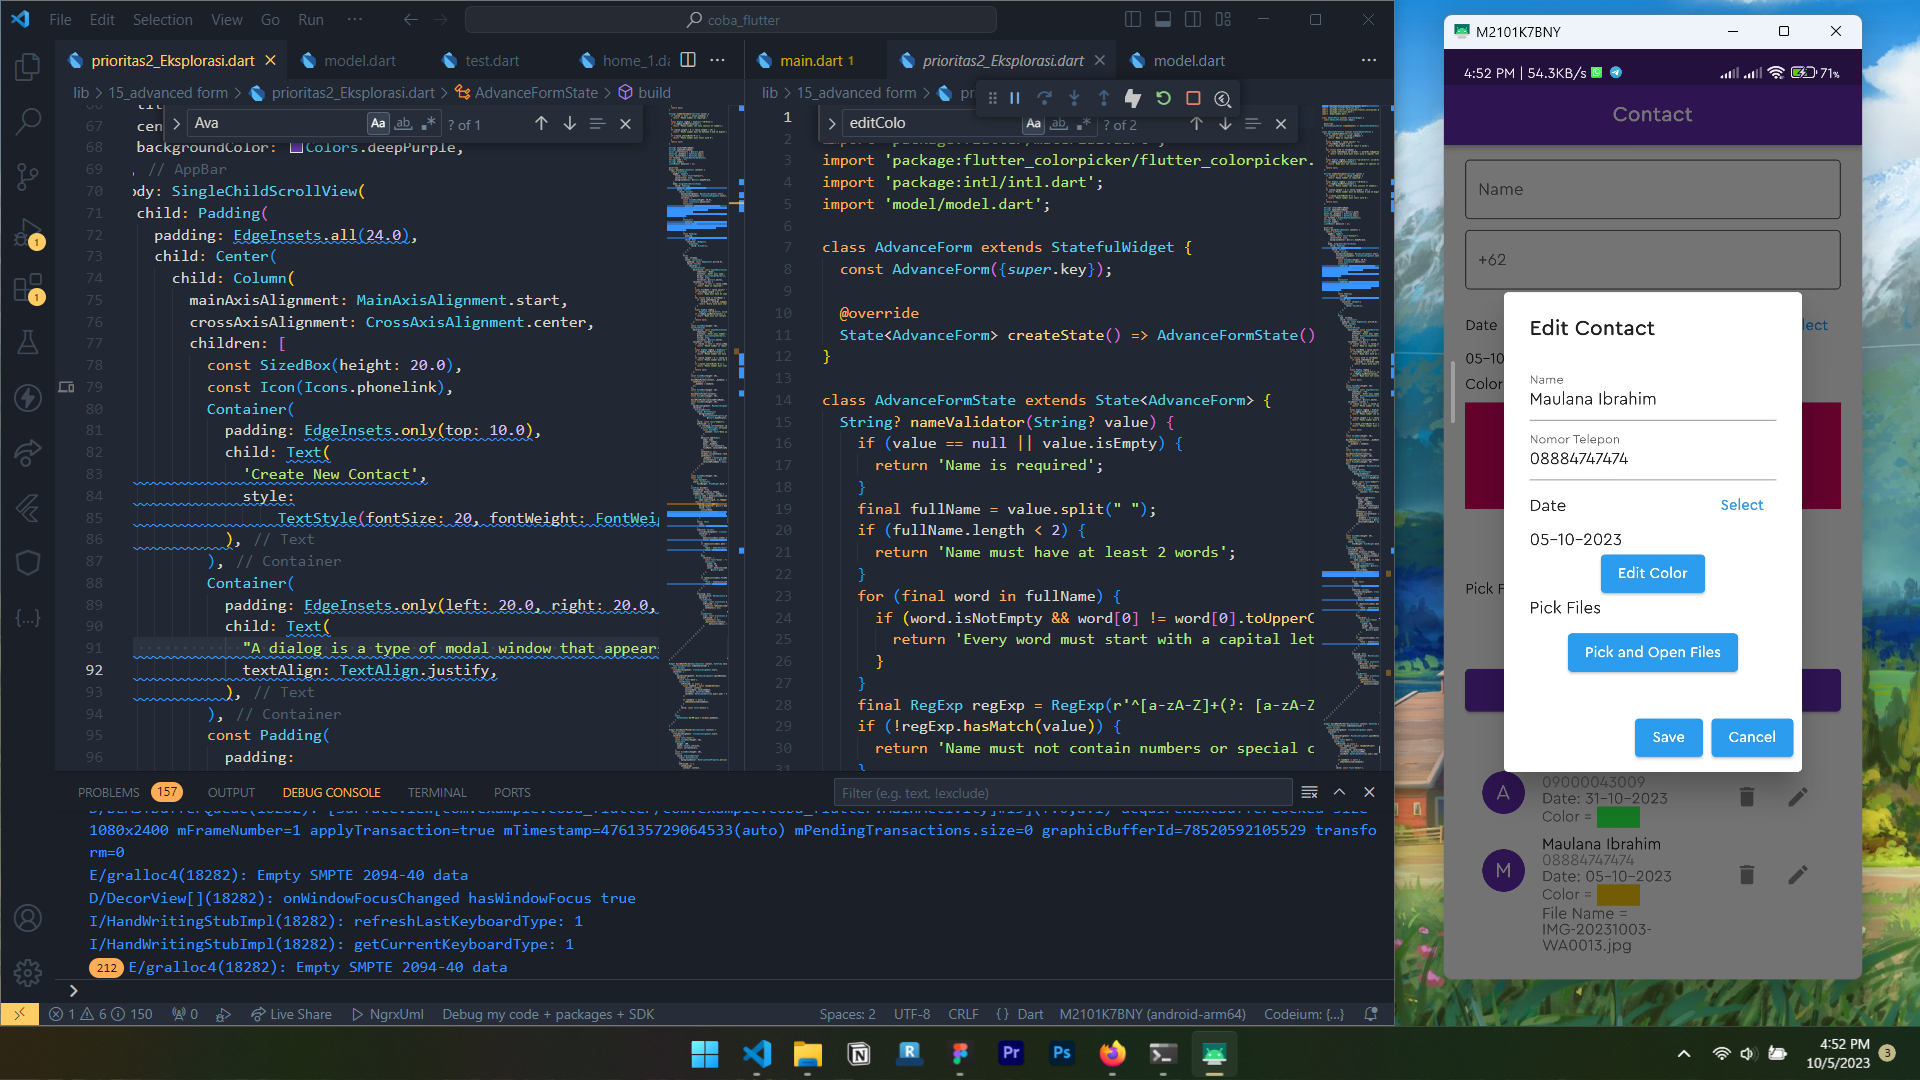 File Edit Selection View Go Run ··· coba_flutter
prioritas2_Eksplorasi.dart model.dart test.dart home_1.da
lib > 15_advanced form > prioritas2_Eksplorasi.dart > AdvanceFormState > build
Ava Aa ab ? of 1
67 cen
68 backgroundColor: Colors.deepPurple,
69 , // AppBar
70 ody: SingleChildScrollView(
71 child: Padding(
72 padding: EdgeInsets.all(24.0),
73 child: Center(
74 child: Column(
75 mainAxisAlignment: MainAxisAlignment.start,
76 crossAxisAlignment: CrossAxisAlignment.center,
77 children: [
78 const SizedBox(height: 20.0),
79 const Icon(Icons.phonelink),
80 Container(
81 padding: EdgeInsets.only(top: 10.0),
82 child: Text(
83 'Create New Contact',
84 style:
85 TextStyle(fontSize: 20, fontWeight: FontWei
86 ), // Text
87 ), // Container
88 Container(
89 padding: EdgeInsets.only(left: 20.0, right: 20.0,
90 child: Text(
91 "A dialog is a type of modal window that appear
92 textAlign: TextAlign.justify,
93 ), // Text
94 ), // Container
95 const Padding(
96 padding:
main.dart 1 prioritas2_Eksplorasi.dart model.dart
lib > 15_advanced form > pr
editColo Aa ab ? of 2
1
2
3 import 'package:flutter_colorpicker/flutter_colorpicker.
4 import 'package:intl/intl.dart';
5 import 'model/model.dart';
6
7 class AdvanceForm extends StatefulWidget {
8 const AdvanceForm({super.key});
9
10 @override
11 State<AdvanceForm> createState() => AdvanceFormState()
12 }
13
14 class AdvanceFormState extends State<AdvanceForm> {
15 String? nameValidator(String? value) {
16 if (value == null || value.isEmpty) {
17 return 'Name is required';
18 }
19 final fullName = value.split(" ");
20 if (fullName.length < 2) {
21 return 'Name must have at least 2 words';
22 }
23 for (final word in fullName) {
24 if (word.isNotEmpty && word[0] != word[0].toUpperC
25 return 'Every word must start with a capital let
26 }
27 }
28 final RegExp regExp = RegExp(r'^[a-zA-Z]+(?: [a-zA-Z
29 if (!regExp.hasMatch(value)) {
30 return 'Name must not contain numbers or special c
31 }
PROBLEMS 157 OUTPUT DEBUG CONSOLE TERMINAL PORTS Filter (e.g. text, !exclude)
1080x2400 mFrameNumber=1 applyTransaction=true mTimestamp=476135729064533(auto) mPendingTransactions.size=0 graphicBufferId=78520592105529 transfo
rm=0
E/gralloc4(18282): Empty SMPTE 2094-40 data
D/DecorView[](18282): onWindowFocusChanged hasWindowFocus true
I/HandWritingStubImpl(18282): refreshLastKeyboardType: 1
I/HandWritingStubImpl(18282): getCurrentKeyboardType: 1
212 E/gralloc4(18282): Empty SMPTE 2094-40 data
>
1 6 150 0 Live Share NgrxUml Debug my code + packages + SDK Spaces: 2 UTF-8 CRLF {} Dart M2101K7BNY (android-arm64) Codeium: {...}
M2101K7BNY
4:52 PM | 54.3KB/s 71%
Contact
Name
+62
Date lect
05-10
Color
Pick F
Edit Contact
Name
Maulana Ibrahim
Nomor Telepon
08884747474
Date Select
05-10-2023
Edit Color
Pick Files
Pick and Open Files
Save Cancel
A
09000043009
Date: 31-10-2023
Color =
M
Maulana Ibrahim
08884747474
Date: 05-10-2023
Color =
File Name =
IMG-20231003-
WA0013.jpg
R Pr Ps
4:52 PM
10/5/2023
3